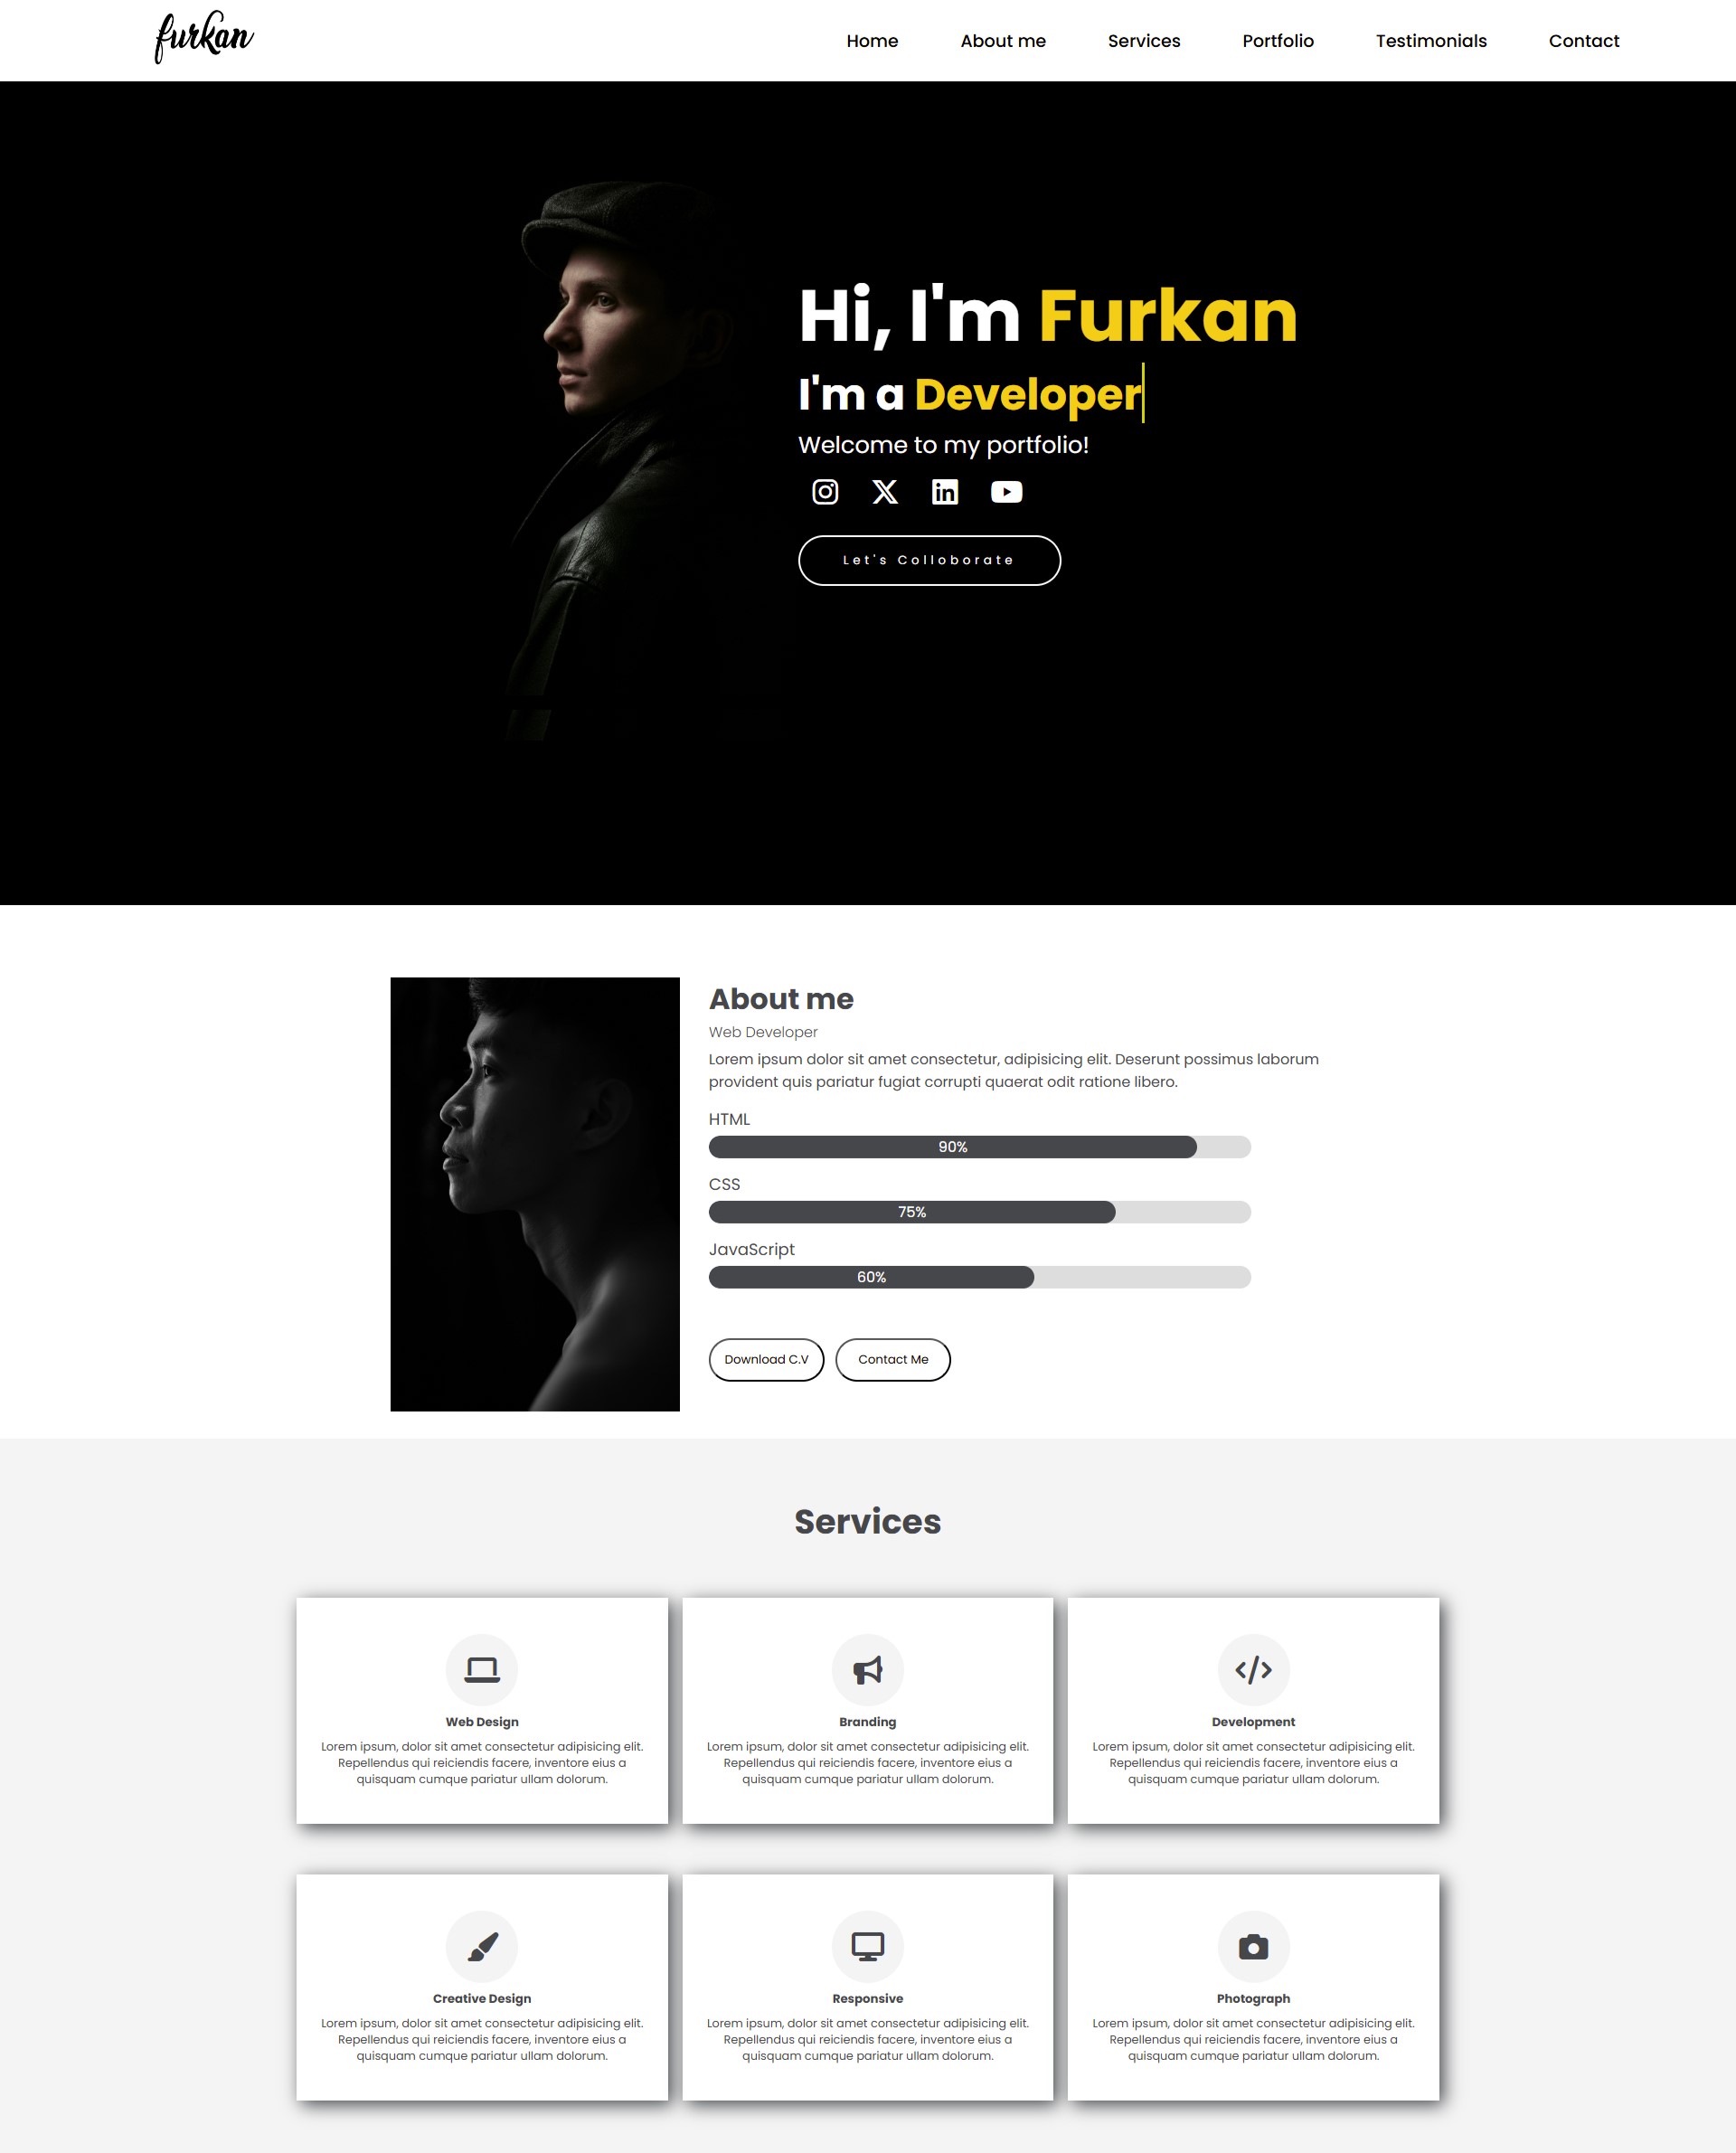 furkan
Home About me Services Portfolio Testimonials Contact
Hi, I'm Furkan
I'm a Developer
Welcome to my portfolio!
Let's Colloborate
About me
Web Developer
Lorem ipsum dolor sit amet consectetur, adipisicing elit. Deserunt possimus laborum
provident quis pariatur fugiat corrupti quaerat odit ratione libero.
HTML
90%
CSS
75%
JavaScript
60%
Download C.V Contact Me
Services
Web Design
Lorem ipsum, dolor sit amet consectetur adipisicing elit.
Repellendus qui reiciendis facere, inventore eius a
quisquam cumque pariatur ullam dolorum.
Branding
Lorem ipsum, dolor sit amet consectetur adipisicing elit.
Repellendus qui reiciendis facere, inventore eius a
quisquam cumque pariatur ullam dolorum.
Development
Lorem ipsum, dolor sit amet consectetur adipisicing elit.
Repellendus qui reiciendis facere, inventore eius a
quisquam cumque pariatur ullam dolorum.
Creative Design
Lorem ipsum, dolor sit amet consectetur adipisicing elit.
Repellendus qui reiciendis facere, inventore eius a
quisquam cumque pariatur ullam dolorum.
Responsive
Lorem ipsum, dolor sit amet consectetur adipisicing elit.
Repellendus qui reiciendis facere, inventore eius a
quisquam cumque pariatur ullam dolorum.
Photograph
Lorem ipsum, dolor sit amet consectetur adipisicing elit.
Repellendus qui reiciendis facere, inventore eius a
quisquam cumque pariatur ullam dolorum.